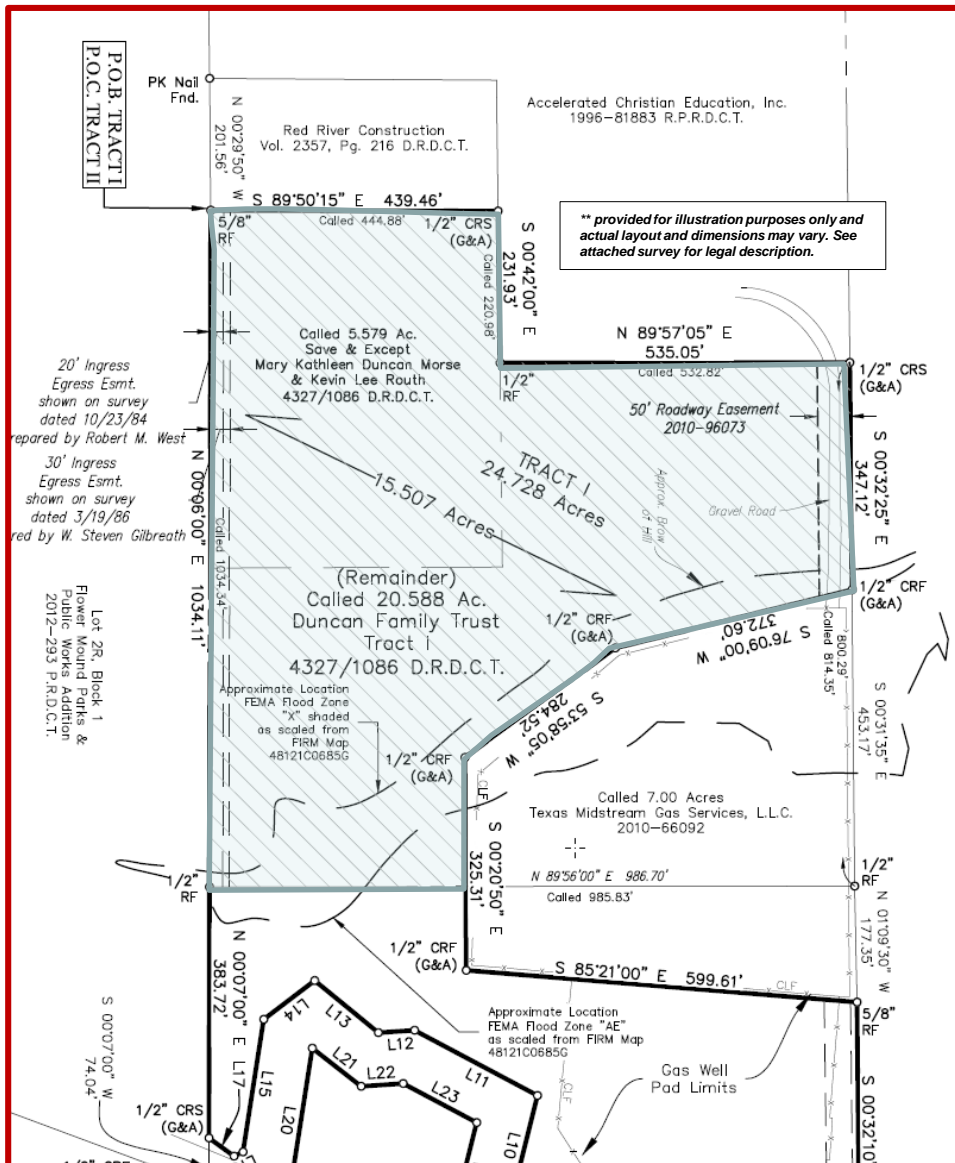 P.O.B. TRACT I
P.O.C. TRACT II
PK Nail
Fnd.
N 00°29'50" W
201.56'
Red River Construction
Vol. 2357, Pg. 216 D.R.D.C.T.
Accelerated Christian Education, Inc.
1996-81883 R.P.R.D.C.T.
S 89°50'15" E 439.46'
Called 444.88'
5/8"
RF
1/2" CRS
(G&A)
** provided for illustration purposes only and
actual layout and dimensions may vary. See
attached survey for legal description.
S 00°42'00" E
231.93'
Called 220.98'
N 89°57'05" E
535.05'
Called 532.82'
1/2"
RF
1/2" CRS
(G&A)
Called 5.579 Ac.
Save & Except
Mary Kathleen Duncan Morse
& Kevin Lee Routh
4327/1086 D.R.D.C.T.
20' Ingress
Egress Esmt.
shown on survey
dated 10/23/84
repared by Robert M. West
30' Ingress
Egress Esmt.
shown on survey
dated 3/19/86
red by W. Steven Gilbreath
50' Roadway Easement
2010-96073
S 00°32'25" E
347.12'
TRACT I
24.728 Acres
15.507 Acres
Approx. Brow
of Hill
Gravel Road
N 00°06'00" E 1034.11'
Called 1034.34'
(Remainder)
Called 20.588 Ac.
Duncan Family Trust
Tract i
4327/1086 D.R.D.C.T.
1/2" CRF
(G&A)
1/2" CRF
(G&A)
S 76°09'00" W
372.60'
800.29'
Called 814.35'
Lot 2R, Block 1
Flower Mound Parks &
Public Works Addition
2012-293 P.R.D.C.T.
Approximate Location
FEMA Flood Zone
"X" shaded
as scaled from
FIRM Map
48121C0685G
S 53°58'05" W
284.52'
1/2" CRF
(G&A)
S 00°31'35" E
453.17'
CLF
Called 7.00 Acres
Texas Midstream Gas Services, L.L.C.
2010-66092
S 00°20'50" E
325.31'
N 89°56'00" E 986.70'
Called 985.83'
1/2"
RF
1/2"
RF
N 01°09'30" W
177.35'
1/2" CRF
(G&A)
S 85°21'00" E 599.61'
CLF
5/8"
RF
N 00°07'00" E
383.72'
S 00°07'00" W
74.04'
L14
L13
L12
L11
L21
L22
L23
L17
L15
L20
L10
Approximate Location
FEMA Flood Zone "AE"
as scaled from FIRM Map
48121C0685G
Gas Well
Pad Limits
S 00°32'10"
1/2" CRS
(G&A)
1/2" CRF